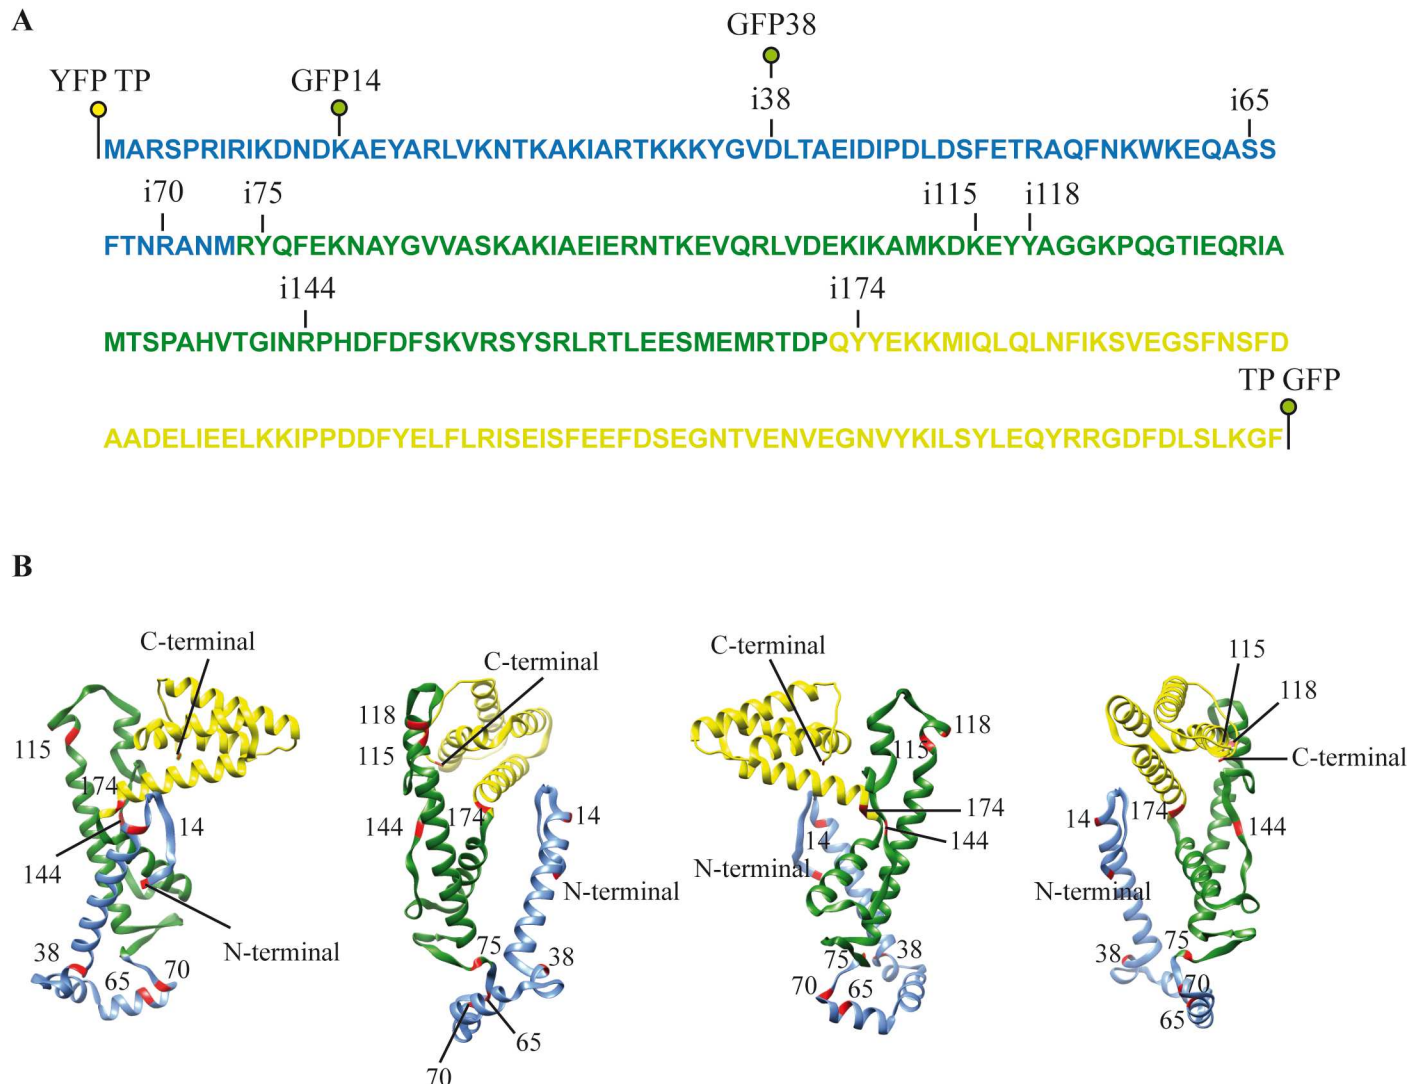 A
GFP38
YFP TP
GFP14
i38
i65
MARSPRIRIKDNDKAEYARLVKNTKAKIARTKKKYGVDLTAEIDIPDLDSFETRAQFNKWKEQASS
i70
i75
i115
i118
FTNRANMRYQFEKNAYGVVASKAKIAEIERNTKEVQRLVDEKIKAMKDKEYYAGGKPQGTIEQRIA
i144
i174
MTSPAHVTGINRPHDFDFSKVRSYSRLRTLEESMEMRTDPQYYEKKMIQLQLNFIKSVEGSFNSFD
TP GFP
AADELIEELKKIPPDDFYELFLRISEISFEEFDSEGNTVENVEGNVYKILSYLEQYRRGDFDLSLKGF
B
C-terminal
115
174
14
144
N-terminal
38
65
70
C-terminal
118
115
144
174
14
N-terminal
75
38
65
70
C-terminal
118
115
174
14
144
N-terminal
75
38
70
65
115
118
C-terminal
14
174
144
N-terminal
75
38
70
65